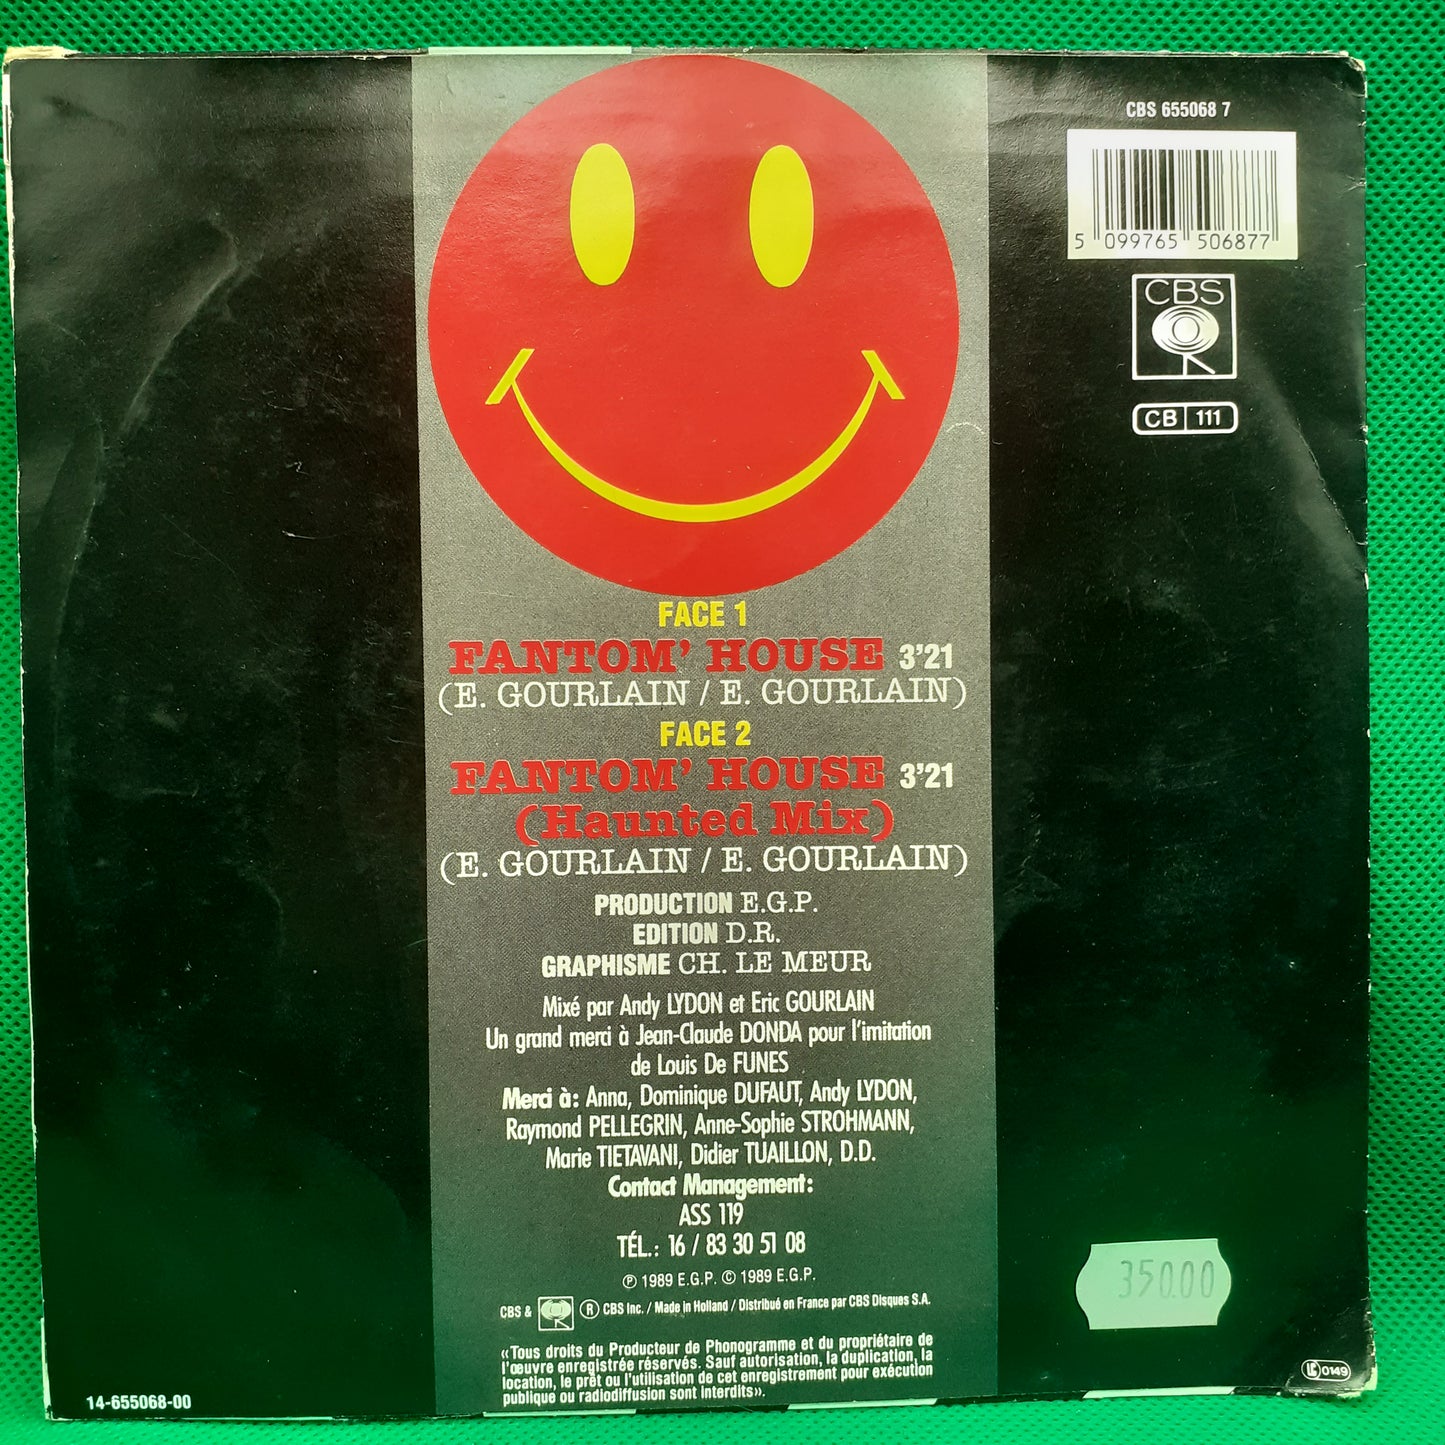 CBS 655068 7
5 099765 506877
CBS
CB 111
FACE 1
FANTOM' HOUSE 3'21
(E. GOURLAIN / E. GOURLAIN)
FACE 2
FANTOM' HOUSE 3'21
(Haunted Mix)
(E. GOURLAIN / E. GOURLAIN)
PRODUCTION E.G.P.
EDITION D.R.
GRAPHISME CH. LE MEUR
Mixé par Andy LYDON et Eric GOURLAIN
Un grand merci à Jean-Claude DONDA pour l'imitation
de Louis De FUNES
Merci à: Anna, Dominique DUFAUT, Andy LYDON,
Raymond PELLEGRIN, Anne-Sophie STROHMANN,
Marie TIETAVANI, Didier TUAILLON, D.D.
Contact Management:
ASS 119
TÉL.: 16 / 83 30 51 08
℗ 1989 E.G.P. © 1989 E.G.P.
CBS & ® CBS Inc. / Made in Holland / Distribué en France par CBS Disques S.A.
«Tous droits du Producteur de Phonogramme et du propriétaire de
l'œuvre enregistrée réservés. Sauf autorisation, la duplication, la
location, le prêt ou l'utilisation de cet enregistrement pour exécution
publique ou radiodiffusion sont interdits».
350.00
LC 0149
14-655068-00